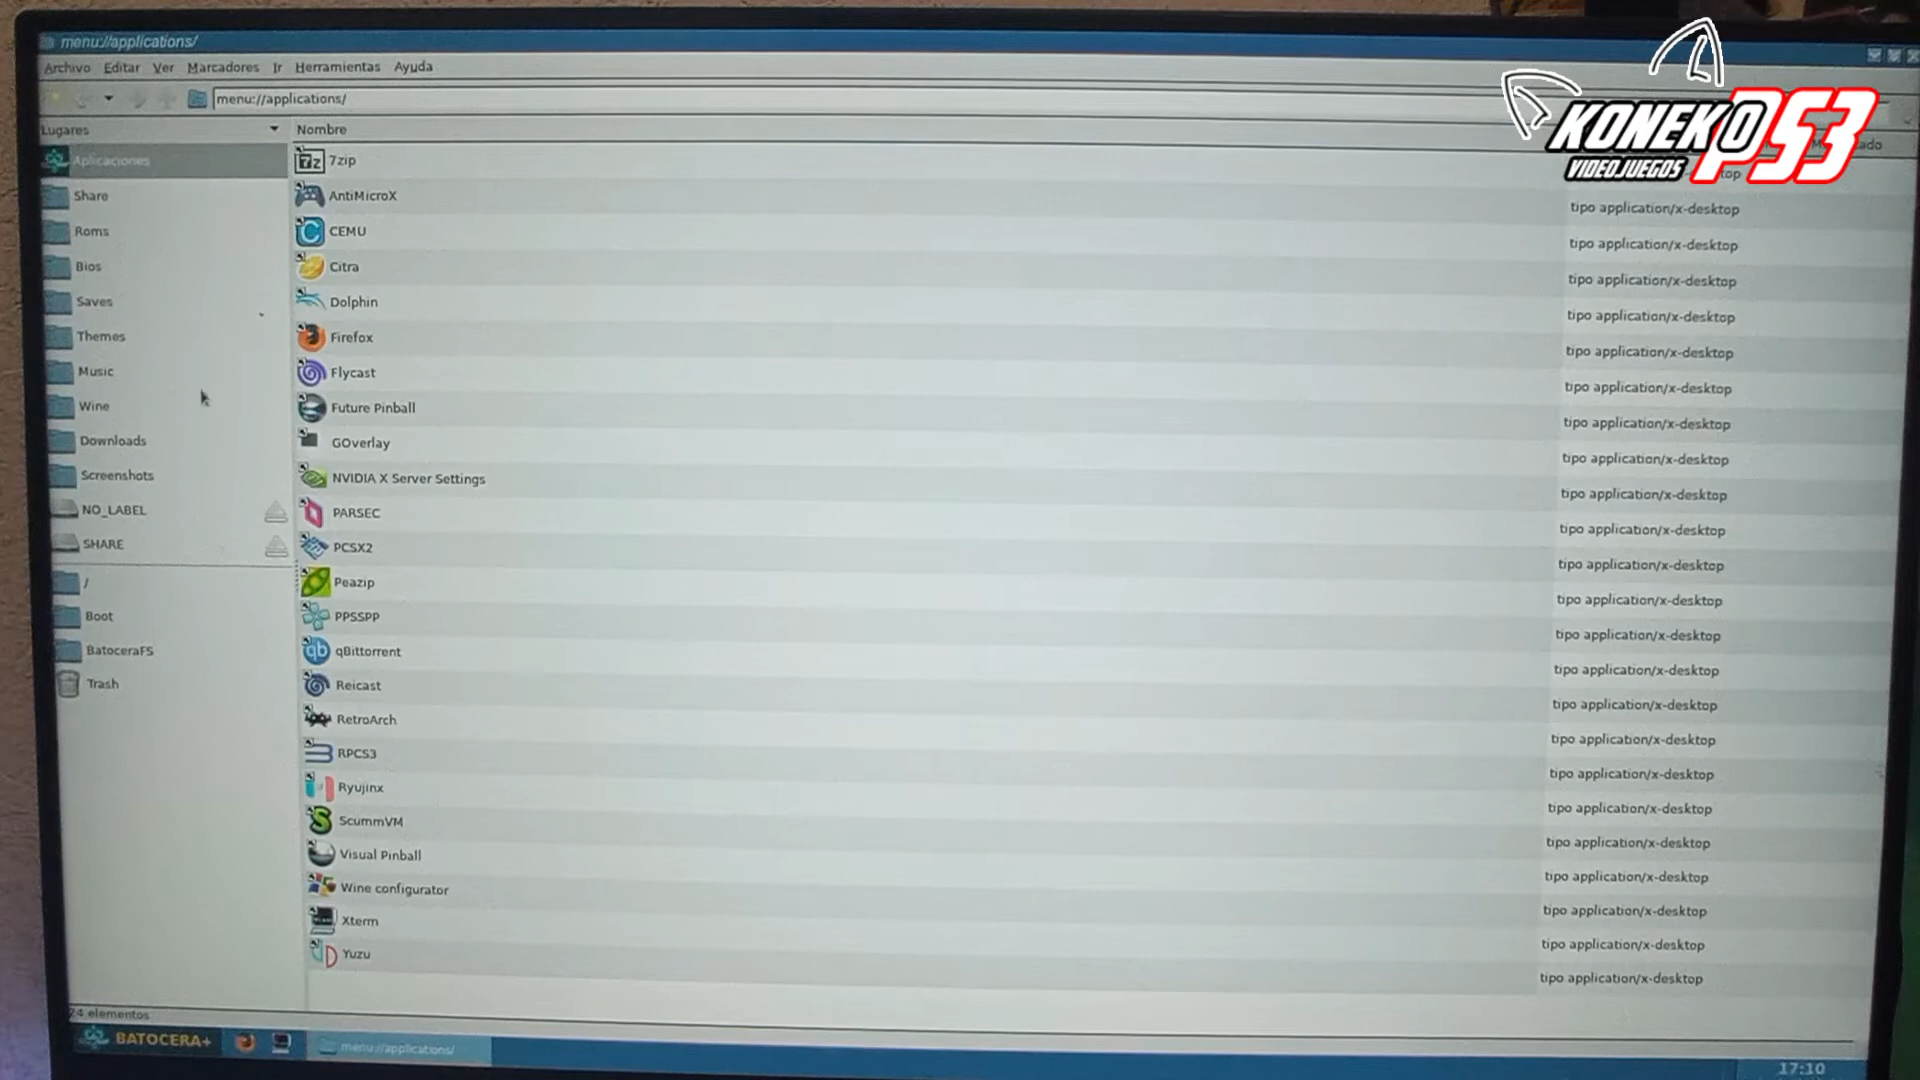 menu://applications/
Archivo Editar Ver Marcadores Ir Herramientas Ayuda
menu://applications/
KONEKO PS3
VIDEOJUEGOS
Lugares
Nombre
Aplicaciones
Share
Roms
Bios
Saves
Themes
Music
Wine
Downloads
Screenshots
NO_LABEL
SHARE
/
Boot
BatoceraFS
Trash
7zip
AntiMicroX tipo application/x-desktop
CEMU tipo application/x-desktop
Citra tipo application/x-desktop
Dolphin tipo application/x-desktop
Firefox tipo application/x-desktop
Flycast tipo application/x-desktop
Future Pinball tipo application/x-desktop
GOverlay tipo application/x-desktop
NVIDIA X Server Settings tipo application/x-desktop
PARSEC tipo application/x-desktop
PCSX2 tipo application/x-desktop
Peazip tipo application/x-desktop
PPSSPP tipo application/x-desktop
qBittorrent tipo application/x-desktop
Reicast tipo application/x-desktop
RetroArch tipo application/x-desktop
RPCS3 tipo application/x-desktop
Ryujinx tipo application/x-desktop
ScummVM tipo application/x-desktop
Visual Pinball tipo application/x-desktop
Wine configurator tipo application/x-desktop
Xterm tipo application/x-desktop
Yuzu tipo application/x-desktop
24 elementos
BATOCERA+ menu://applications/
17:10